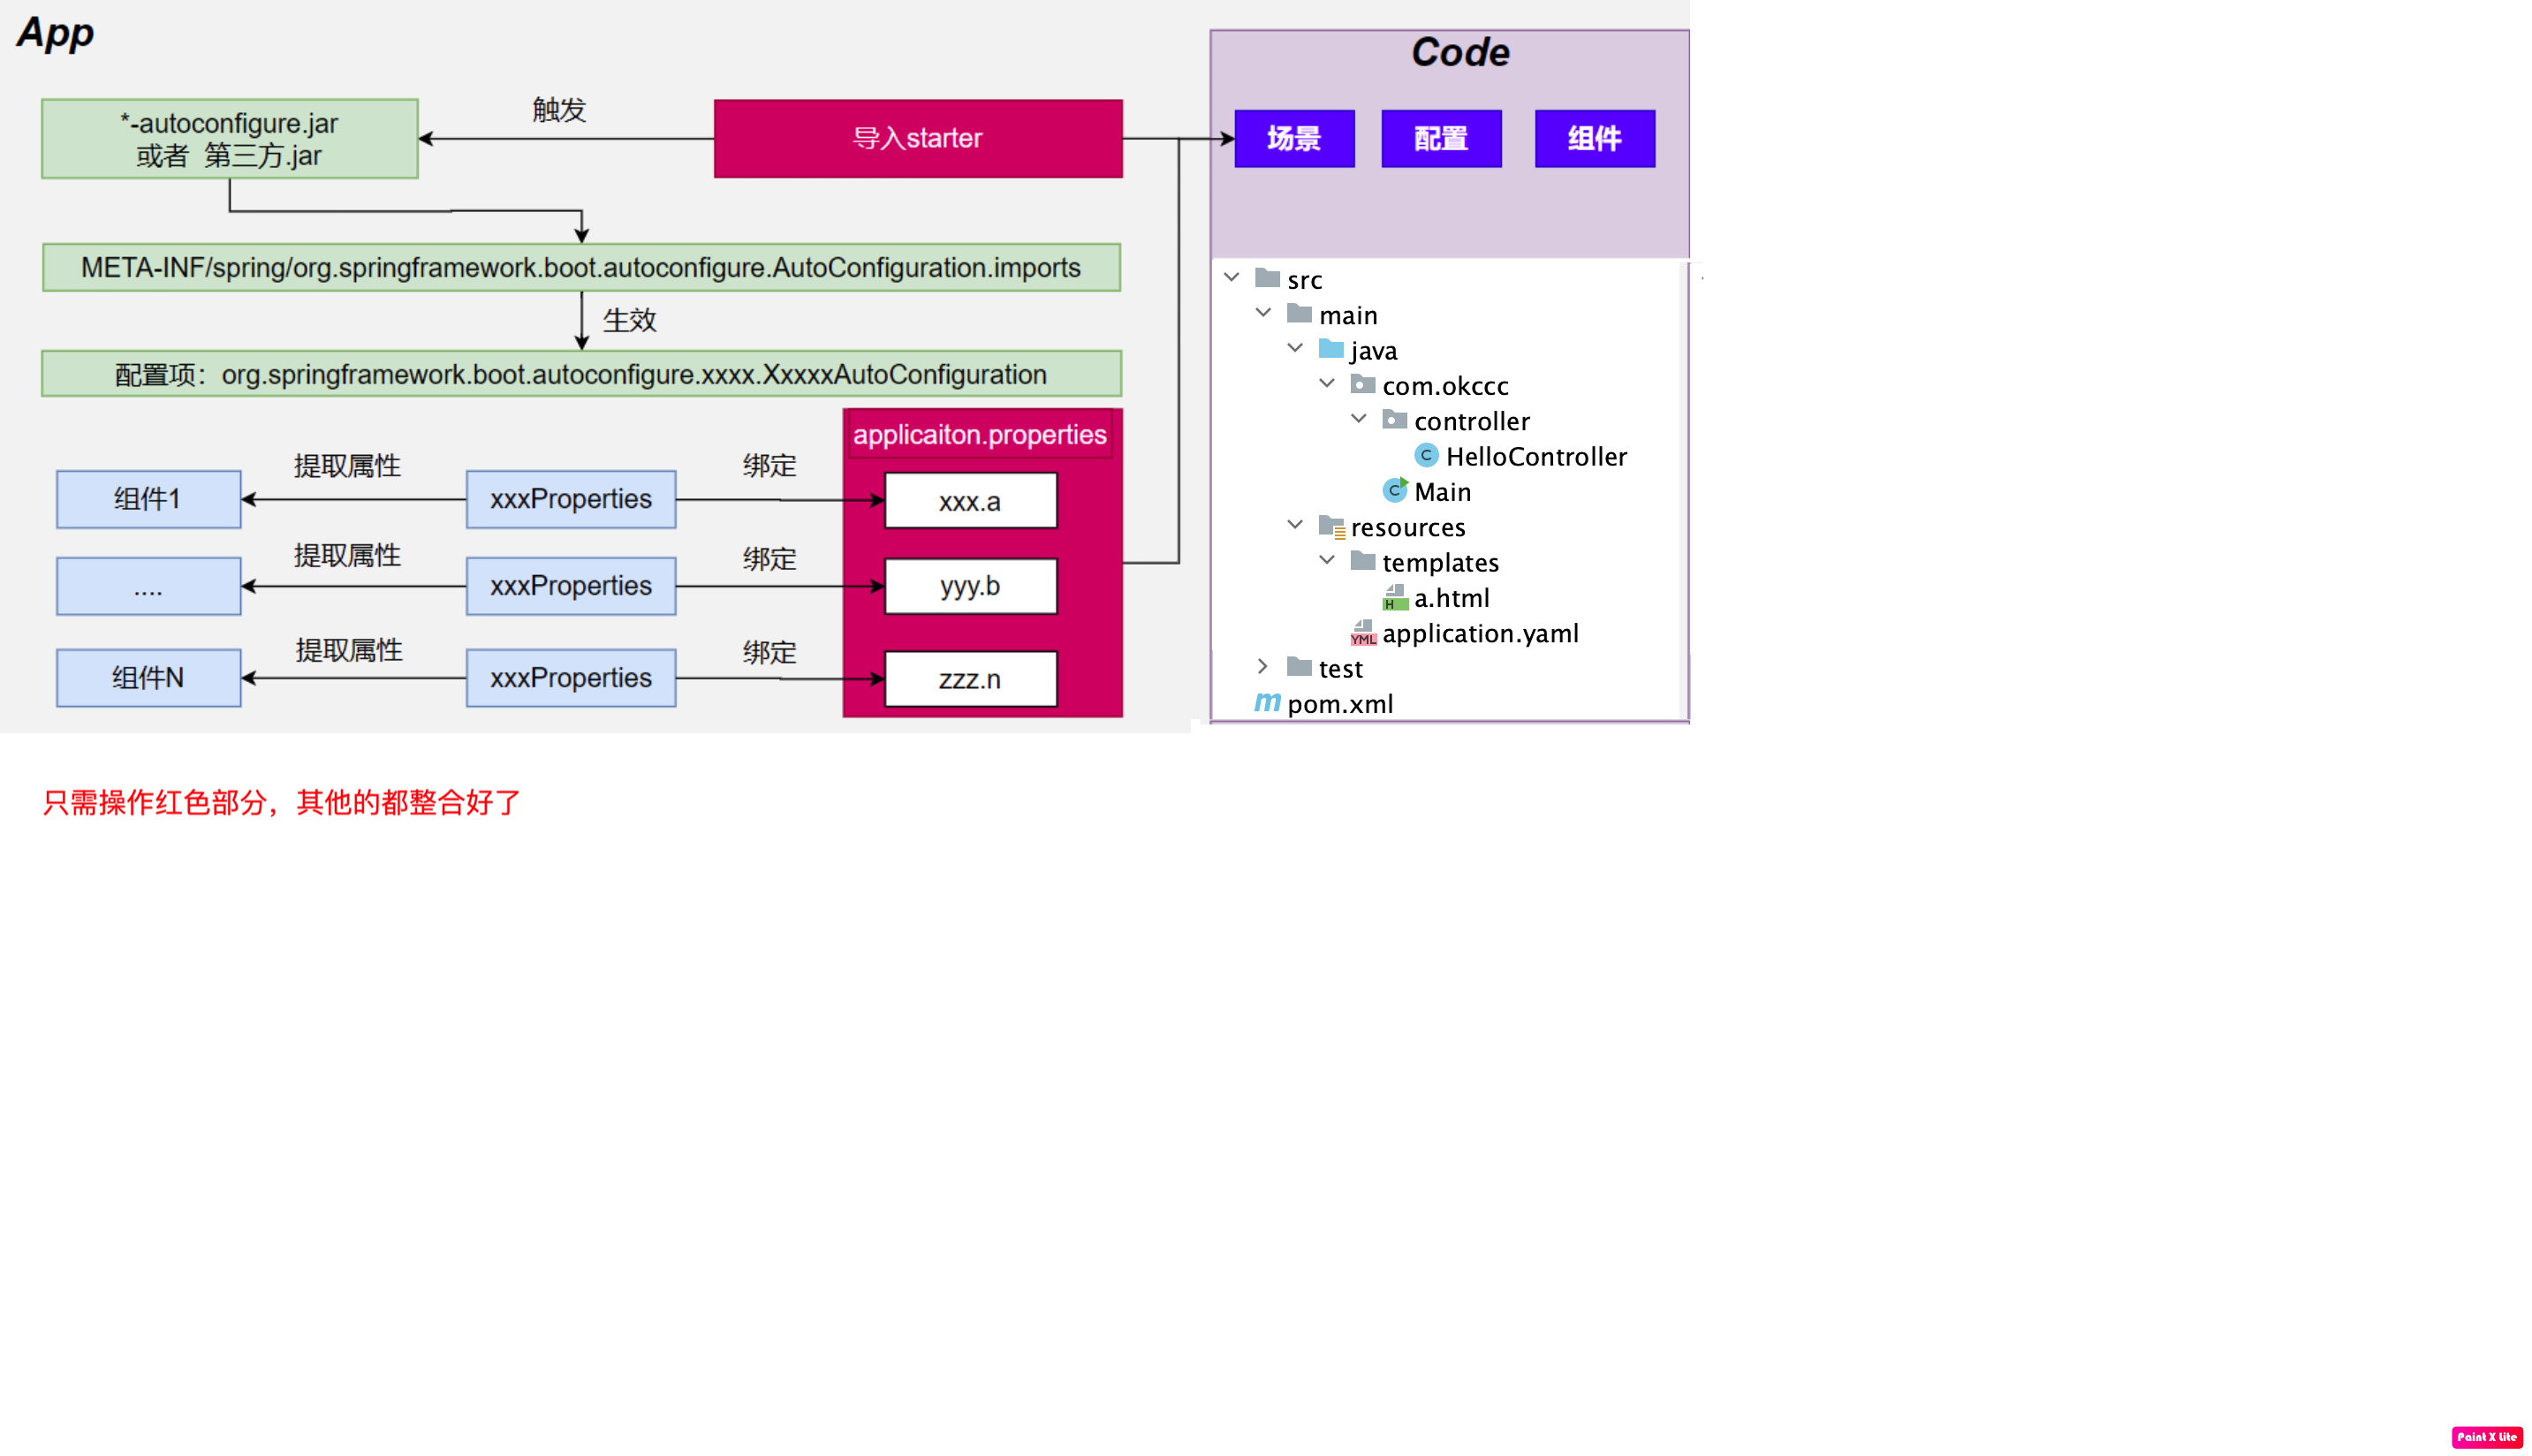 App
*-autoconfigure.jar
或者 第三方.jar
触发
导入starter
META-INF/spring/org.springframework.boot.autoconfigure.AutoConfiguration.imports
生效
配置项：org.springframework.boot.autoconfigure.xxxx.XxxxxAutoConfiguration
applicaiton.properties
组件1
提取属性
xxxProperties
绑定
xxx.a
....
提取属性
xxxProperties
绑定
yyy.b
组件N
提取属性
xxxProperties
绑定
zzz.n
Code
场景
配置
组件
src
main
java
com.okccc
controller
C HelloController
C Main
resources
templates
H a.html
YML application.yaml
test
m pom.xml
只需操作红色部分，其他的都整合好了
Paint X Lite